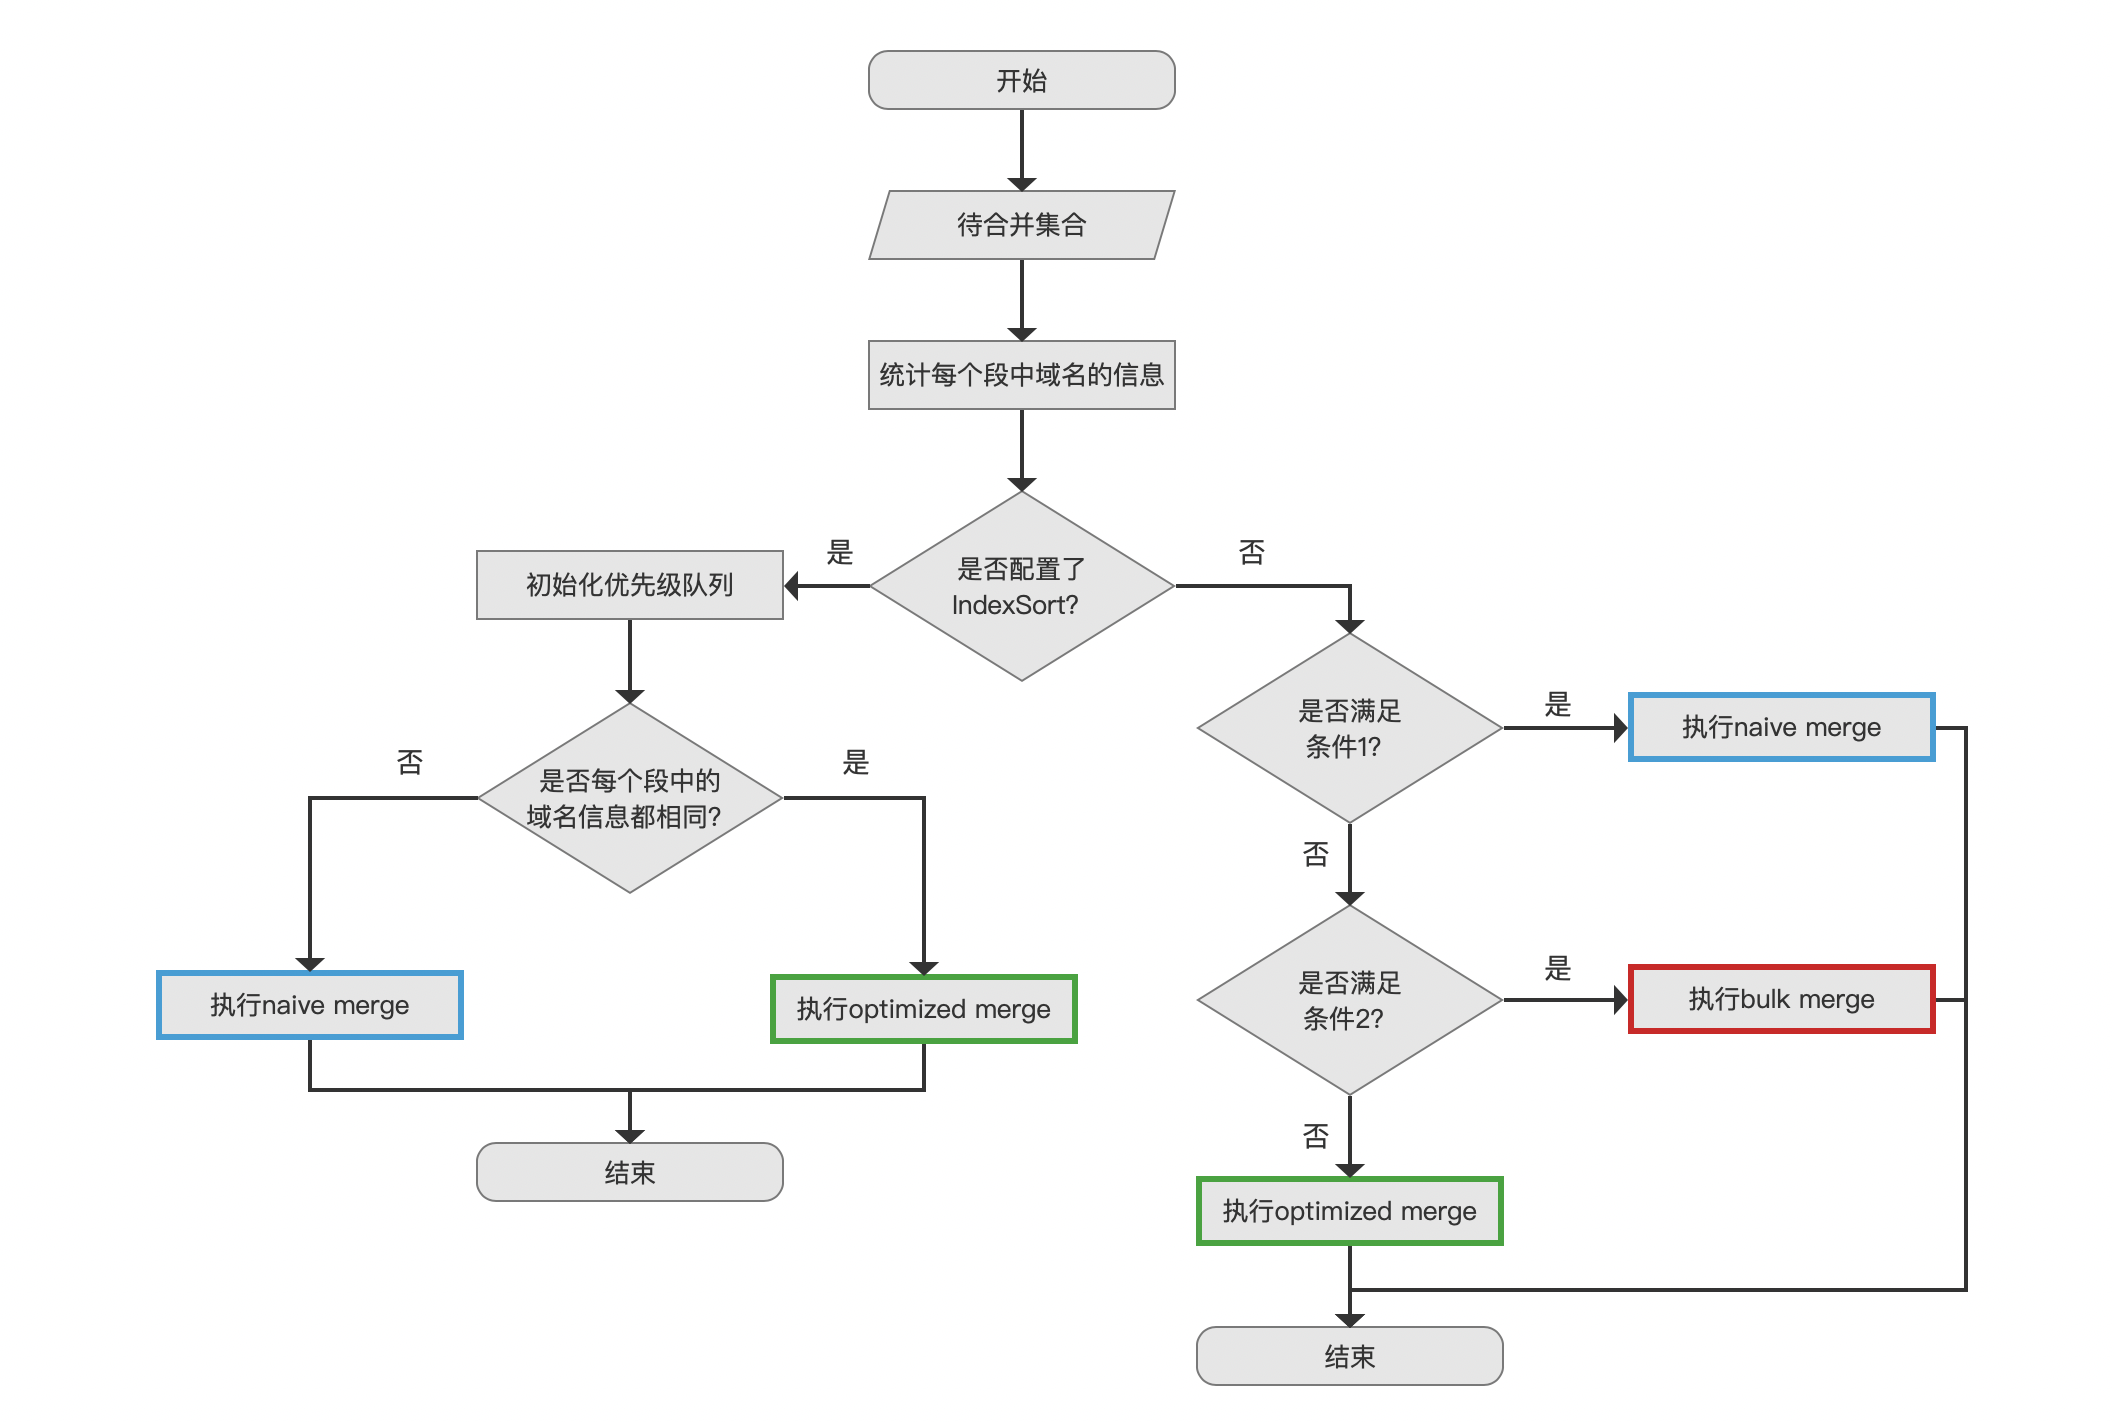 开始
待合并集合
统计每个段中域名的信息
是
否
初始化优先级队列
是否配置了
IndexSort?
是否满足
条件1?
是
执行naive merge
否
是否每个段中的
域名信息都相同?
是
否
是否满足
条件2?
是
执行bulk merge
执行naive merge
执行optimized merge
否
结束
执行optimized merge
结束